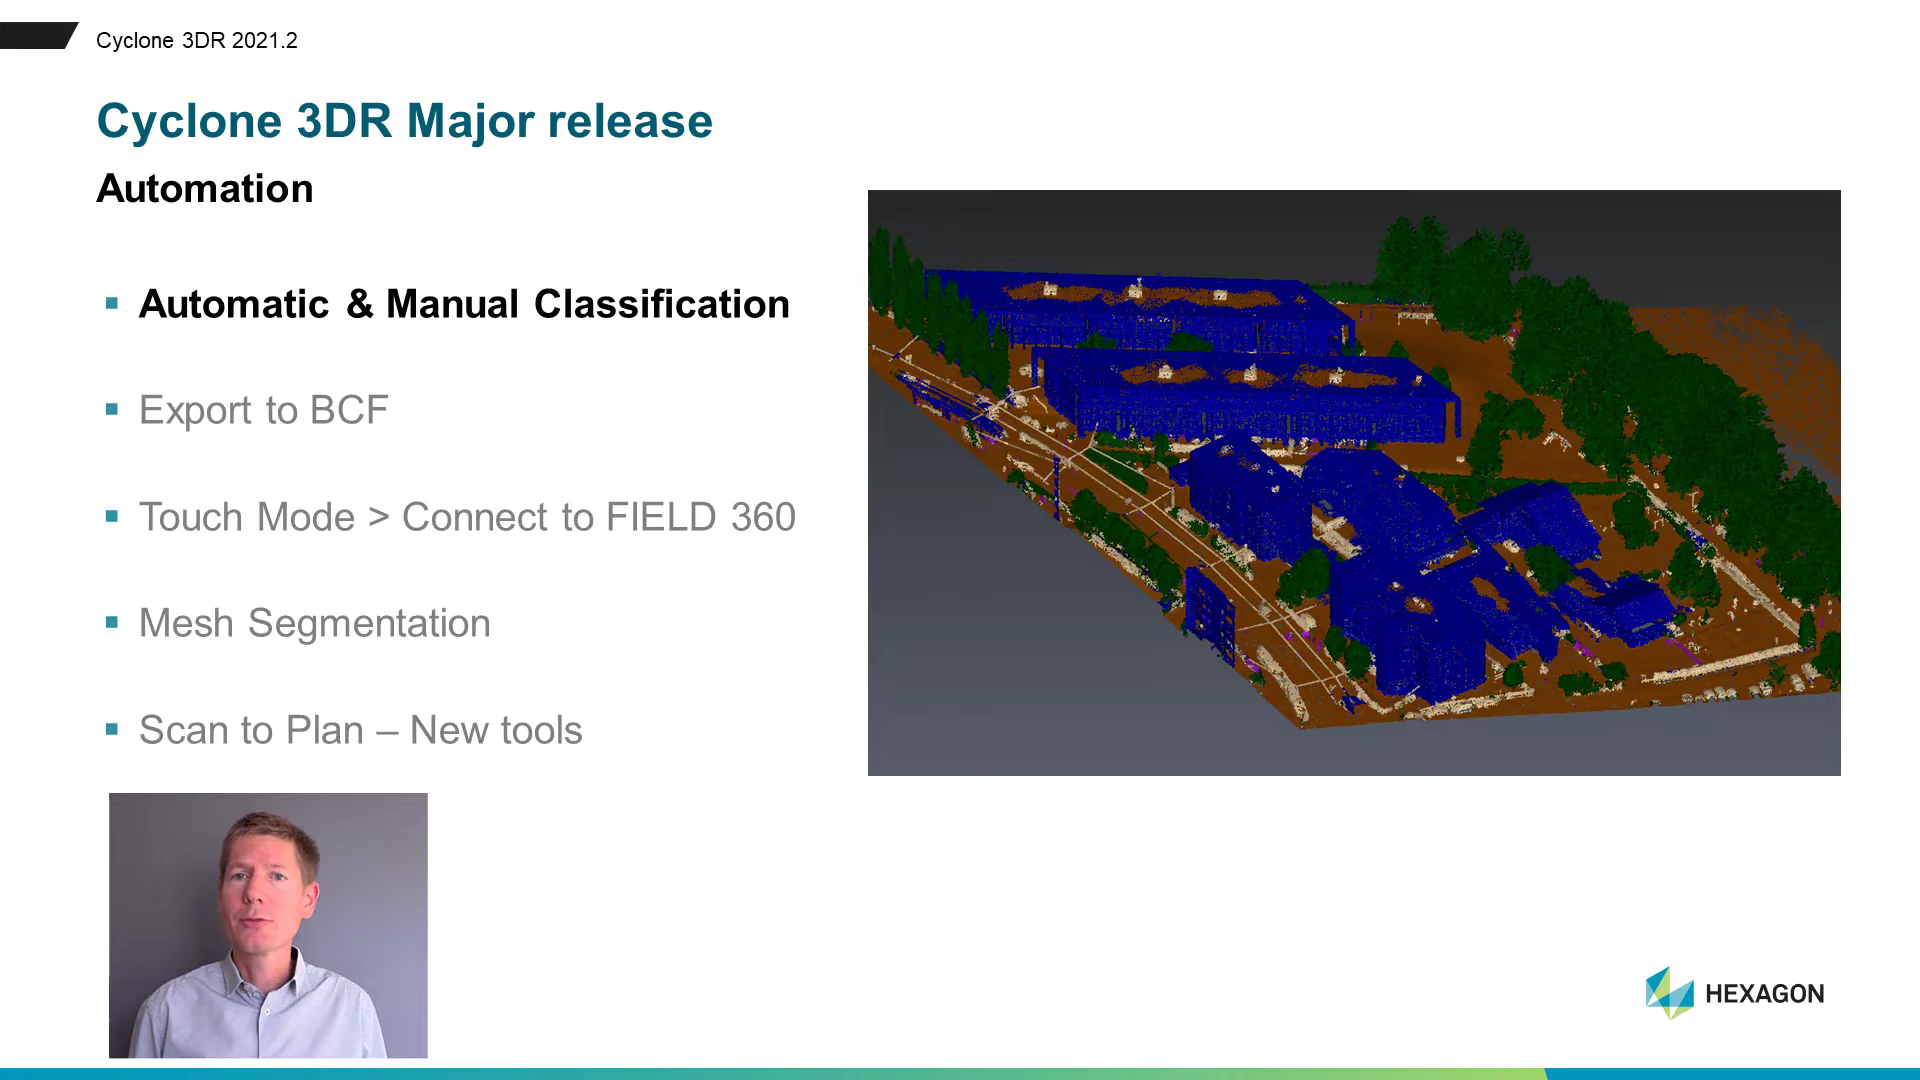 Cyclone 3DR 2021.2
Cyclone 3DR Major release
Automation
Automatic & Manual Classification
Export to BCF
Touch Mode > Connect to FIELD 360
Mesh Segmentation
Scan to Plan – New tools
HEXAGON